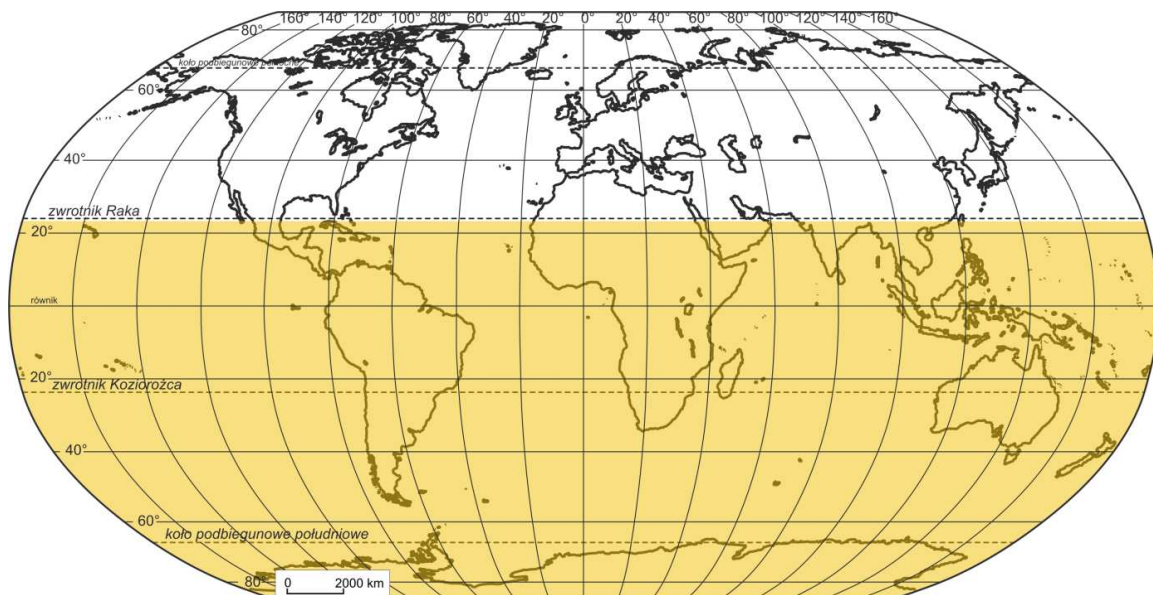 160° 140° 120° 100° 80° 60° 40° 20° 0° 20° 40° 60° 80° 100° 120° 140° 160°
80°
koło podbiegunowe północne
60°
40°
zwrotnik Raka
20°
równik
20°
zwrotnik Koziorożca
40°
60°
koło podbiegunowe południowe
80°
0 2000 km